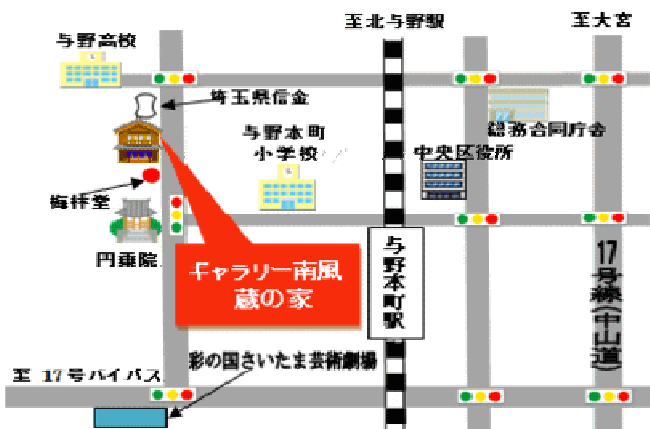 至北与野駅
至大宮
与野高校
埼玉県信金
与野本町
小学校
総務合同庁舎
中央区役所
梅林堂
円乗院
ギャラリー南風
蔵の家
与野本町駅
17号線(中山道)
彩の国さいたま芸術劇場
至 17号バイパス